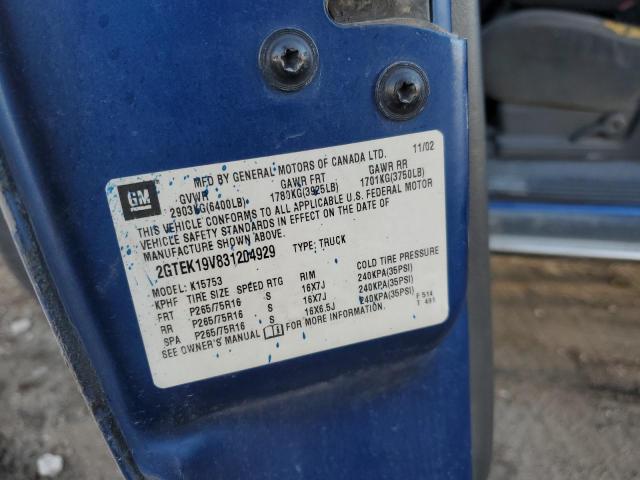 11/02
GM
MFD BY GENERAL MOTORS OF CANADA LTD.
GVWR GAWR FRT GAWR RR
2903KG(6400LB) 1780KG(3925LB) 1701KG(3750LB)
THIS VEHICLE CONFORMS TO ALL APPLICABLE U.S. FEDERAL MOTOR
VEHICLE SAFETY STANDARDS IN EFFECT ON THE DATE OF
MANUFACTURE SHOWN ABOVE.
2GTEK19V831204929 TYPE: TRUCK
MODEL: K15753
KPHF TIRE SIZE SPEED RTG RIM COLD TIRE PRESSURE
FRT P265/75R16 S 16X7J 240KPA(35PSI)
RR P265/75R16 S 16X7J 240KPA(35PSI)
SPA P265/75R16 S 16X6.5J 240KPA(35PSI)
SEE OWNER'S MANUAL FOR MORE INFORMATION.
F 514
T 491